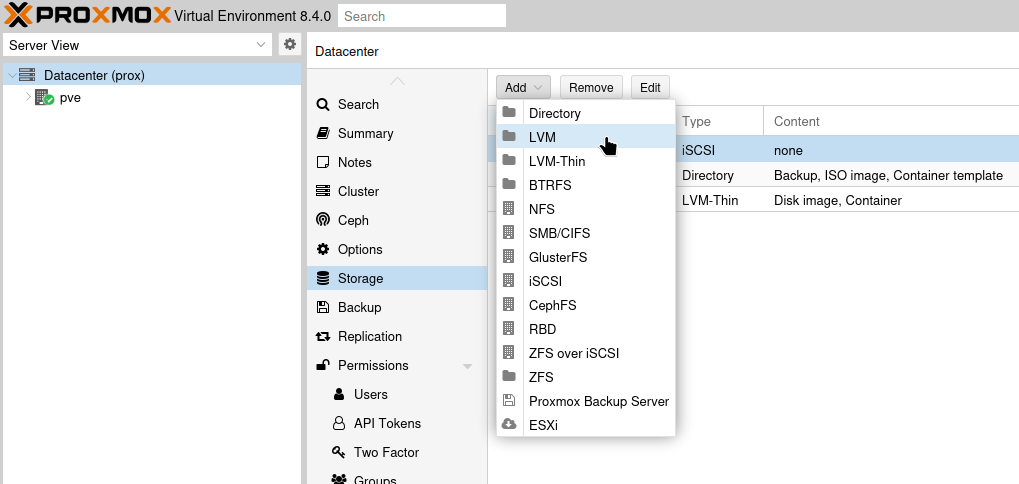 PROXMOX Virtual Environment 8.4.0 Search
Server View
Datacenter (prox)
pve
Datacenter
Search
Summary
Notes
Cluster
Ceph
Options
Storage
Backup
Replication
Permissions
Users
API Tokens
Two Factor
Groups
Add Remove Edit
Directory
LVM
LVM-Thin
BTRFS
NFS
SMB/CIFS
GlusterFS
iSCSI
CephFS
RBD
ZFS over iSCSI
ZFS
Proxmox Backup Server
ESXi
Type Content
iSCSI none
Directory Backup, ISO image, Container template
LVM-Thin Disk image, Container